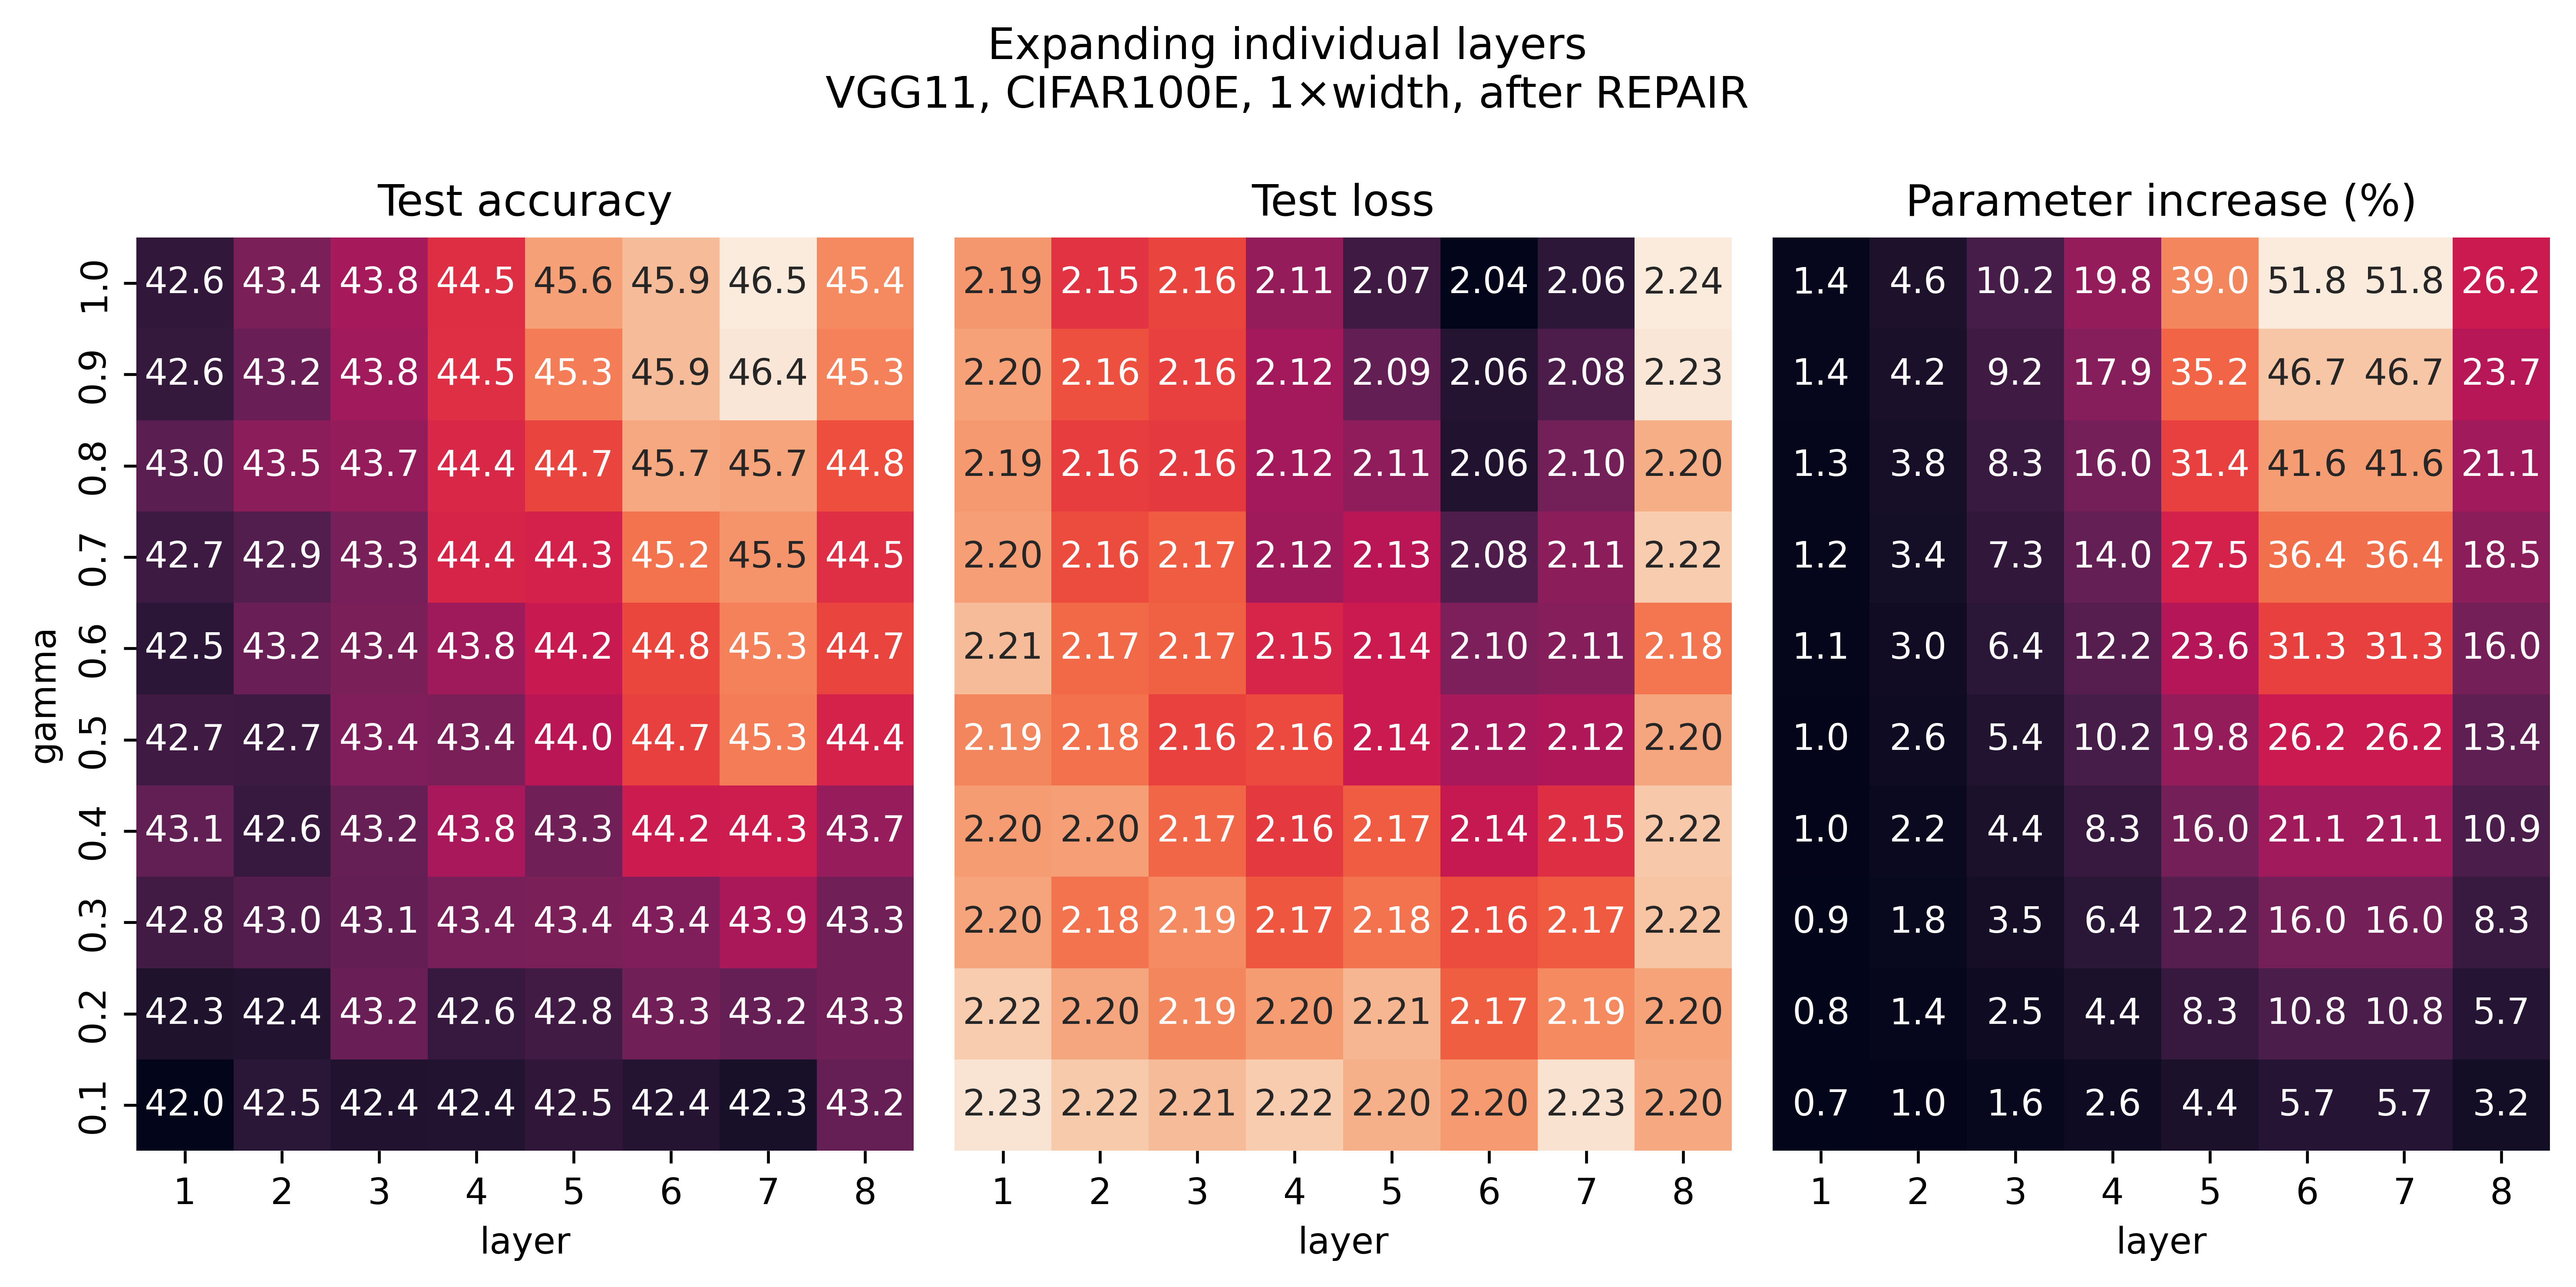 Expanding individual layers
VGG11, CIFAR100E, 1×width, after REPAIR
Test accuracy
gamma
1.0 42.6 43.4 43.8 44.5 45.6 45.9 46.5 45.4
0.9 42.6 43.2 43.8 44.5 45.3 45.9 46.4 45.3
0.8 43.0 43.5 43.7 44.4 44.7 45.7 45.7 44.8
0.7 42.7 42.9 43.3 44.4 44.3 45.2 45.5 44.5
0.6 42.5 43.2 43.4 43.8 44.2 44.8 45.3 44.7
0.5 42.7 42.7 43.4 43.4 44.0 44.7 45.3 44.4
0.4 43.1 42.6 43.2 43.8 43.3 44.2 44.3 43.7
0.3 42.8 43.0 43.1 43.4 43.4 43.4 43.9 43.3
0.2 42.3 42.4 43.2 42.6 42.8 43.3 43.2 43.3
0.1 42.0 42.5 42.4 42.4 42.5 42.4 42.3 43.2
1 2 3 4 5 6 7 8
layer
Test loss
2.19 2.15 2.16 2.11 2.07 2.04 2.06 2.24
2.20 2.16 2.16 2.12 2.09 2.06 2.08 2.23
2.19 2.16 2.16 2.12 2.11 2.06 2.10 2.20
2.20 2.16 2.17 2.12 2.13 2.08 2.11 2.22
2.21 2.17 2.17 2.15 2.14 2.10 2.11 2.18
2.19 2.18 2.16 2.16 2.14 2.12 2.12 2.20
2.20 2.20 2.17 2.16 2.17 2.14 2.15 2.22
2.20 2.18 2.19 2.17 2.18 2.16 2.17 2.22
2.22 2.20 2.19 2.20 2.21 2.17 2.19 2.20
2.23 2.22 2.21 2.22 2.20 2.20 2.23 2.20
1 2 3 4 5 6 7 8
layer
Parameter increase (%)
1.4 4.6 10.2 19.8 39.0 51.8 51.8 26.2
1.4 4.2 9.2 17.9 35.2 46.7 46.7 23.7
1.3 3.8 8.3 16.0 31.4 41.6 41.6 21.1
1.2 3.4 7.3 14.0 27.5 36.4 36.4 18.5
1.1 3.0 6.4 12.2 23.6 31.3 31.3 16.0
1.0 2.6 5.4 10.2 19.8 26.2 26.2 13.4
1.0 2.2 4.4 8.3 16.0 21.1 21.1 10.9
0.9 1.8 3.5 6.4 12.2 16.0 16.0 8.3
0.8 1.4 2.5 4.4 8.3 10.8 10.8 5.7
0.7 1.0 1.6 2.6 4.4 5.7 5.7 3.2
1 2 3 4 5 6 7 8
layer